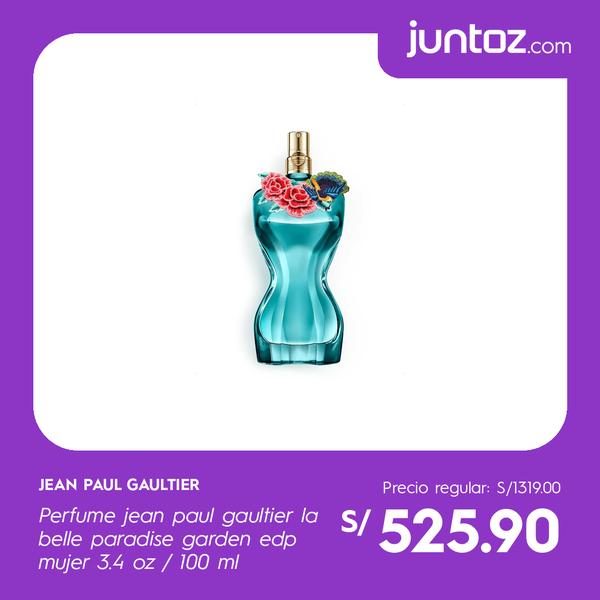 juntoz.com
JEAN PAUL GAULTIER
Perfume jean paul gaultier la
belle paradise garden edp
mujer 3.4 oz / 100 ml
Precio regular: S/1319.00
S/ 525.90